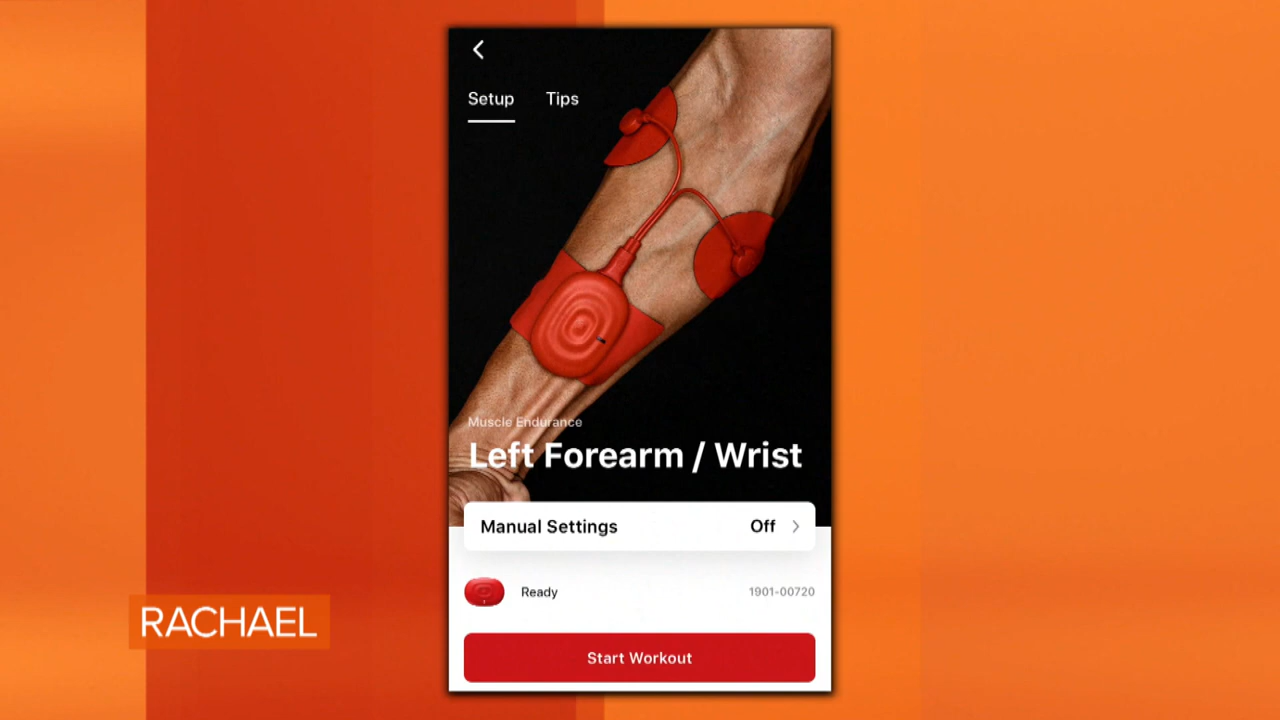 Setup Tips
Muscle Endurance
Left Forearm / Wrist
Manual Settings Off
Ready 1901-00720
Start Workout
RACHAEL